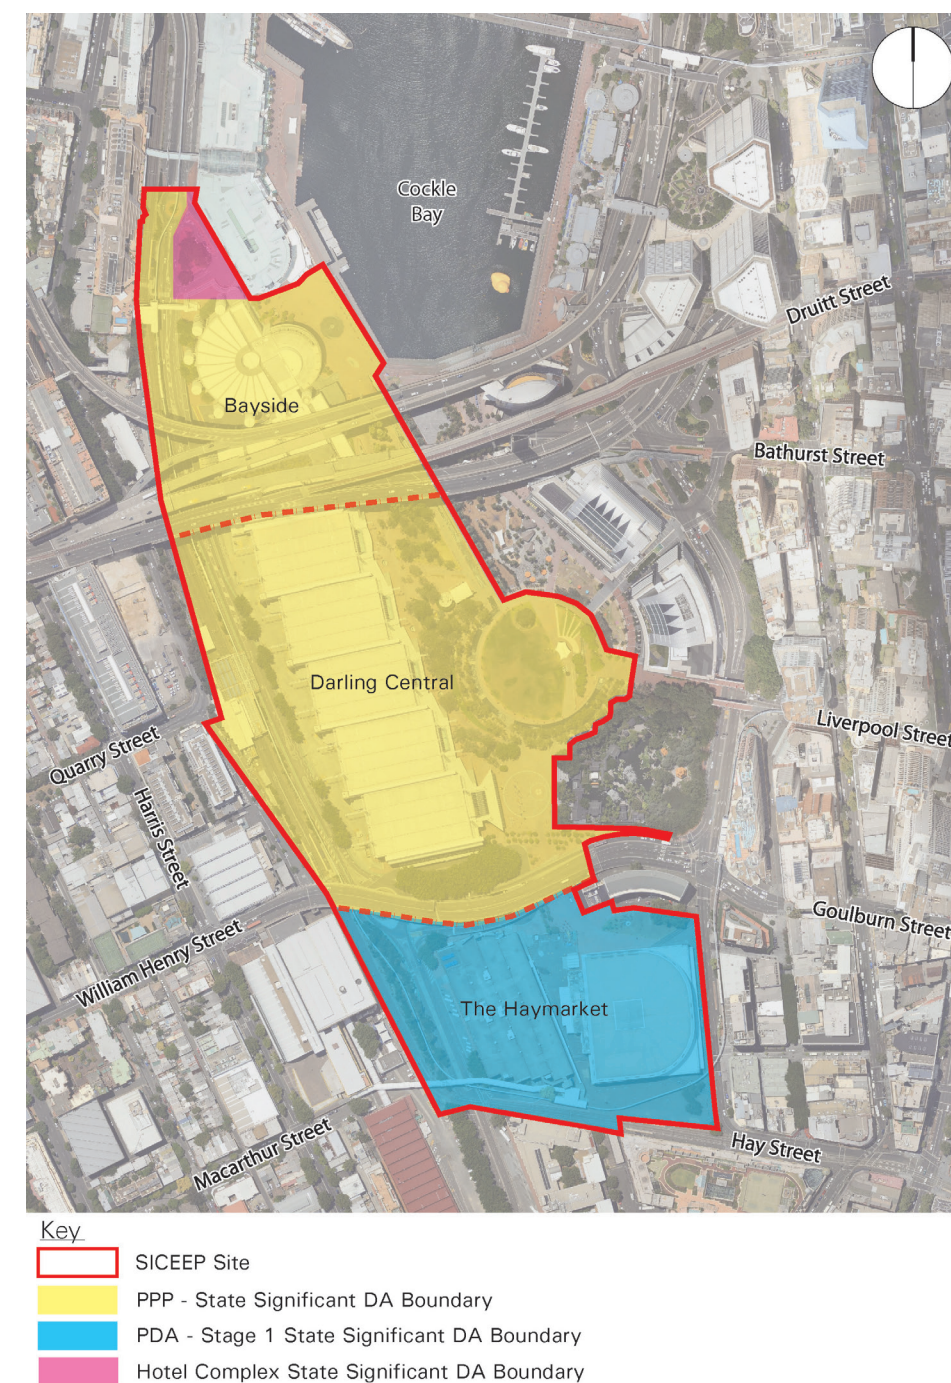 Cockle
Bay
Druitt Street
Bayside
Bathurst Street
Darling Central
Liverpool Street
Quarry Street
Harris Street
Goulburn Street
William Henry Street
The Haymarket
Macarthur Street
Hay Street
Key
SICEEP Site
PPP - State Significant DA Boundary
PDA - Stage 1 State Significant DA Boundary
Hotel Complex State Significant DA Boundary